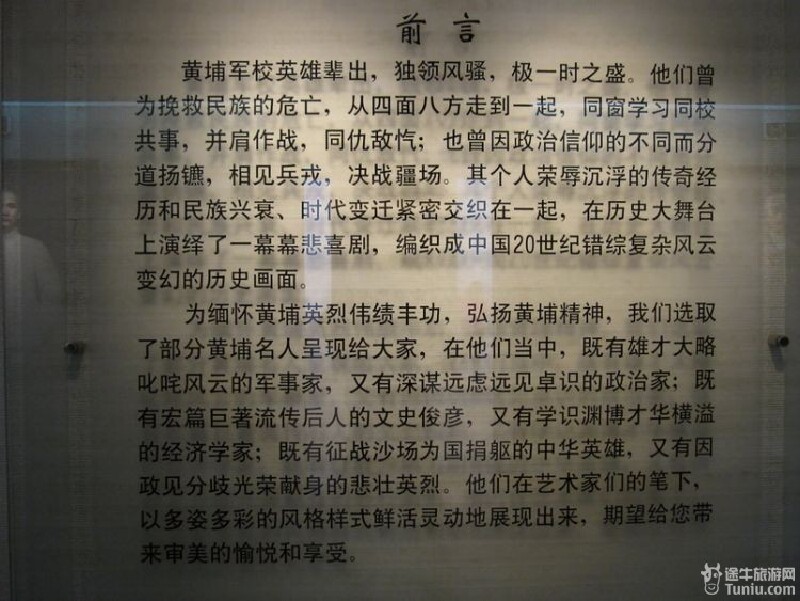 前言
黄埔军校英雄辈出，独领风骚，极一时之盛。他们曾
为挽救民族的危亡，从四面八方走到一起，同窗学习同校
共事，并肩作战，同仇敌忾；也曾因政治信仰的不同而分
道扬镳，相见兵戎，决战疆场。其个人荣辱沉浮的传奇经
历和民族兴衰、时代变迁紧密交织在一起，在历史大舞台
上演绎了一幕幕悲喜剧，编织成中国20世纪错综复杂风云
变幻的历史画面。
为缅怀黄埔英烈伟绩丰功，弘扬黄埔精神，我们选取
了部分黄埔名人呈现给大家，在他们当中，既有雄才大略
叱咤风云的军事家，又有深谋远虑远见卓识的政治家；既
有宏篇巨著流传后人的文史俊彦，又有学识渊博才华横溢
的经济学家；既有征战沙场为国捐躯的中华英雄，又有因
政见分歧光荣献身的悲壮英烈。他们在艺术家们的笔下，
以多姿多彩的风格样式鲜活灵动地展现出来，期望给您带
来审美的愉悦和享受。
途牛旅游网
Tuniu.com